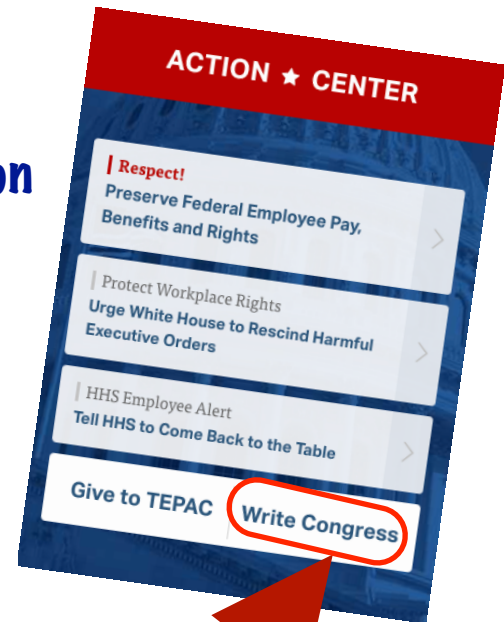 ACTION ★ CENTER
on
Respect!
Preserve Federal Employee Pay,
Benefits and Rights
Protect Workplace Rights
Urge White House to Rescind Harmful
Executive Orders
HHS Employee Alert
Tell HHS to Come Back to the Table
Give to TEPAC
Write Congress